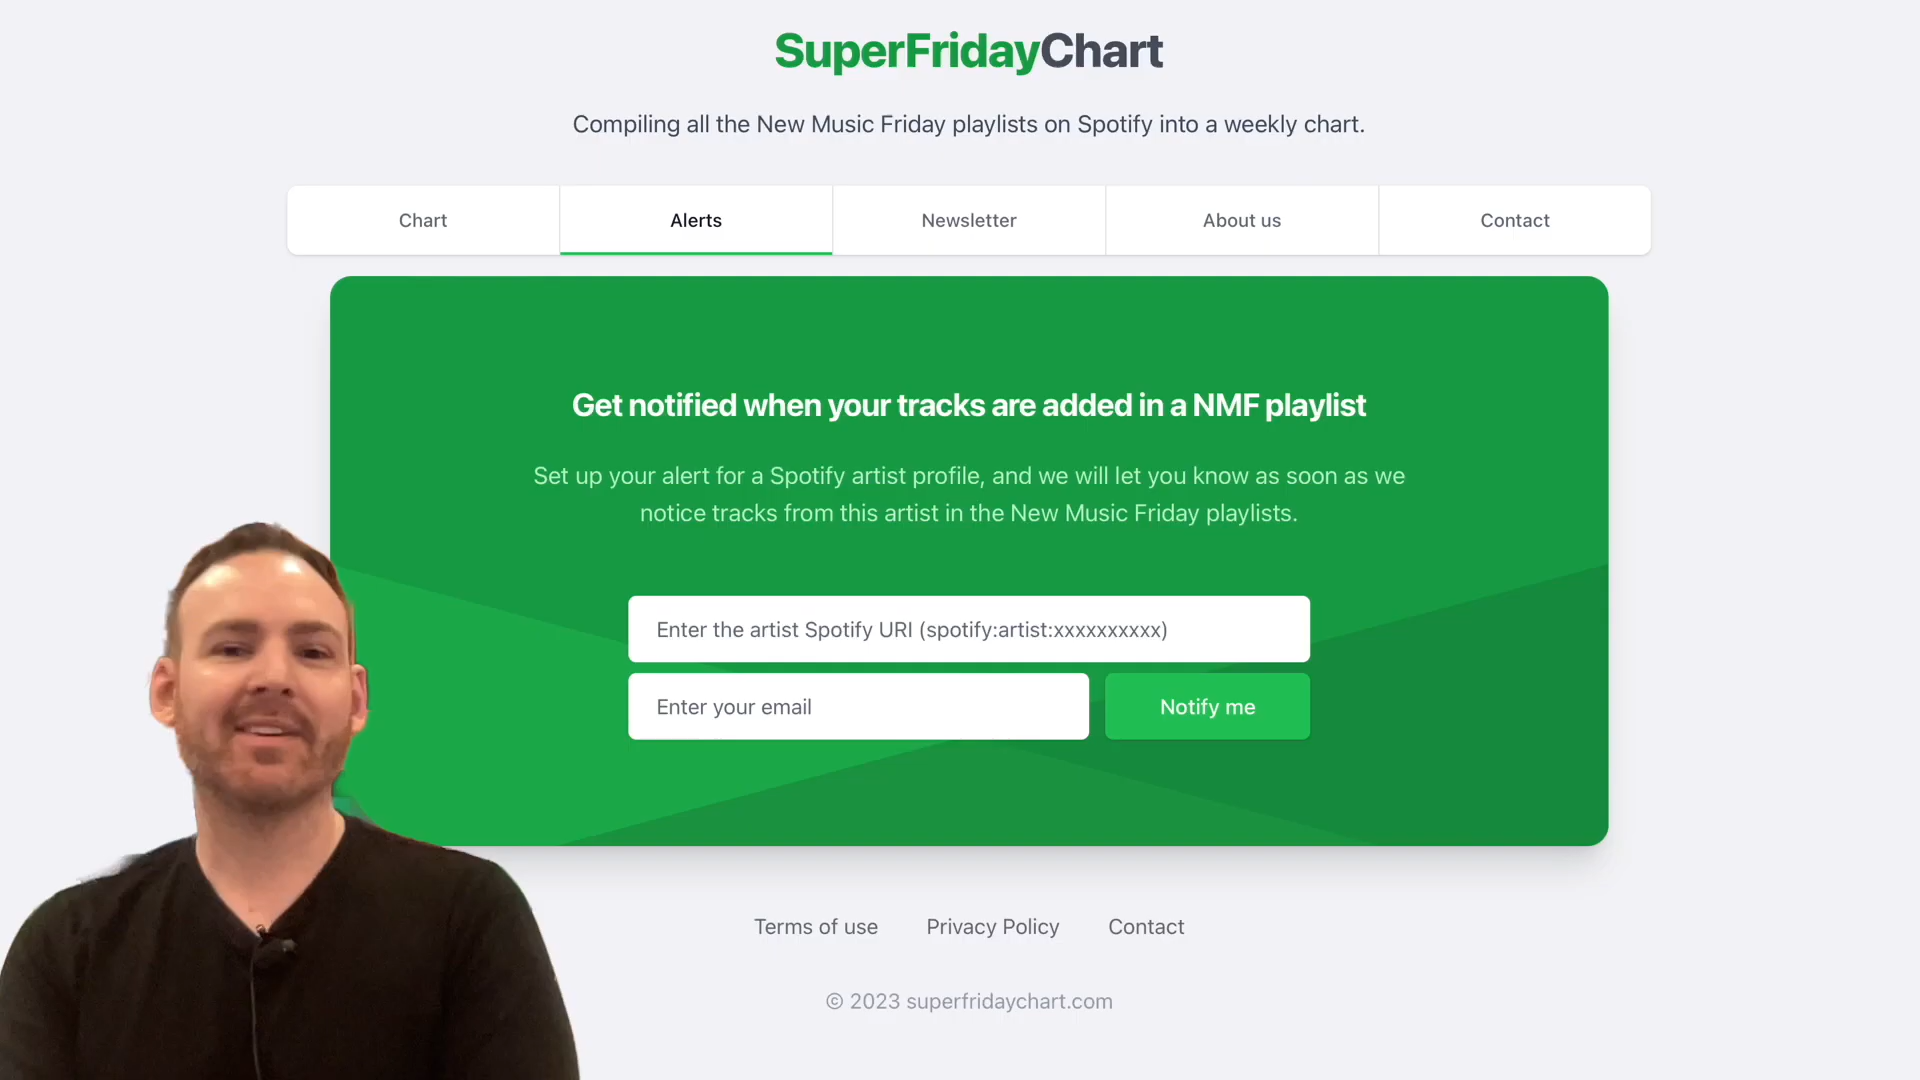 SuperFridayChart
Compiling all the New Music Friday playlists on Spotify into a weekly chart.
Chart
Alerts
Newsletter
About us
Contact
Get notified when your tracks are added in a NMF playlist
Set up your alert for a Spotify artist profile, and we will let you know as soon as we
notice tracks from this artist in the New Music Friday playlists.
Enter the artist Spotify URI (spotify:artist:xxxxxxxxxx)
Enter your email
Notify me
Terms of use
Privacy Policy
Contact
© 2023 superfridaychart.com